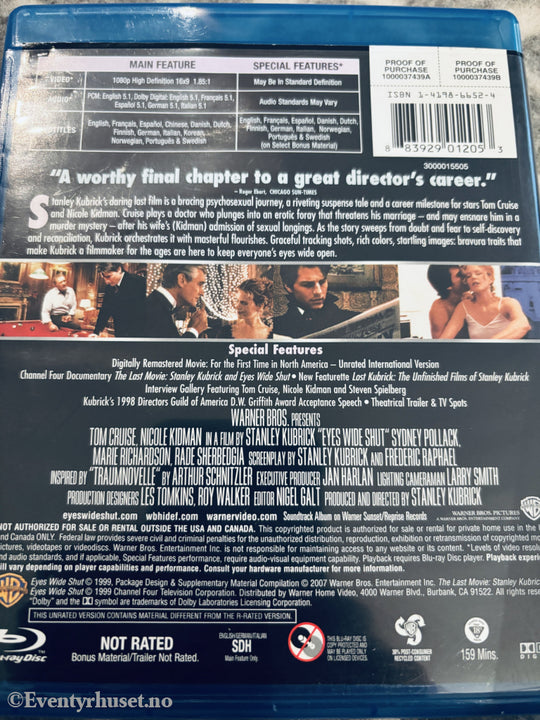 MAIN FEATURE
SPECIAL FEATURES*
VIDEO*
1080p High Definition 16x9 1.85:1
May Be In Standard Definition
AUDIO*
PCM: English 5.1, Dolby Digital: English 5.1, Français 5.1, Español 5.1, German 5.1, Italian 5.1
Audio Standards May Vary
English, Français, Español, Chinese, Danish, Dutch, Finnish, German, Italian, Korean, Norwegian, Português & Swedish
English, Français, Español, Danish, Dutch, Finnish, German, Italian, Norwegian, Português & Swedish (on Select Bonus Material)
PROOF OF PURCHASE 1000037439A
PROOF OF PURCHASE 1000037439B
ISBN 1-4198-6652-4
8 83929 01205 3
3000015505
"A worthy final chapter to a great director's career."
– Roger Ebert, CHICAGO SUN-TIMES
Stanley Kubrick's daring last film is a bracing psychosexual journey, a riveting suspense tale and a career milestone for stars Tom Cruise
and Nicole Kidman. Cruise plays a doctor who plunges into an erotic foray that threatens his marriage – and may ensnare him in a
murder mystery – after his wife's (Kidman) admission of sexual longings. As the story sweeps from doubt and fear to self-discovery
and reconciliation, Kubrick orchestrates it with masterful flourishes. Graceful tracking shots, rich colors, startling images: bravura traits that
make Kubrick a filmmaker for the ages are here to keep everyone's eyes wide open.
Special Features
Digitally Remastered Movie: For the First Time in North America – Unrated International Version
Channel Four Documentary The Last Movie: Stanley Kubrick and Eyes Wide Shut • New Featurette Lost Kubrick: The Unfinished Films of Stanley Kubrick
Interview Gallery Featuring Tom Cruise, Nicole Kidman and Steven Spielberg
Kubrick's 1998 Directors Guild of America D.W. Griffith Award Acceptance Speech • Theatrical Trailer & TV Spots
WARNER BROS. PRESENTS
TOM CRUISE, NICOLE KIDMAN IN A FILM BY STANLEY KUBRICK "EYES WIDE SHUT" SYDNEY POLLACK,
MARIE RICHARDSON, RADE SHERBEDGIA SCREENPLAY BY STANLEY KUBRICK AND FREDERIC RAPHAEL
INSPIRED BY "TRAUMNOVELLE" BY ARTHUR SCHNITZLER EXECUTIVE PRODUCER JAN HARLAN LIGHTING CAMERAMAN LARRY SMITH
PRODUCTION DESIGNERS LES TOMKINS, ROY WALKER EDITOR NIGEL GALT PRODUCED AND DIRECTED BY STANLEY KUBRICK
eyeswideshut.com wbhidef.com warnervideo.com Soundtrack Album on Warner Sunset/Reprise Records
WB
WARNER BROS. PICTURES
A WARNER BROS. ENTERTAINMENT COMPANY
NOT AUTHORIZED FOR SALE OR RENTAL OUTSIDE THE USA AND CANADA. This copyrighted product is authorized for sale or rental for private home use in the
and Canada ONLY. Federal law provides severe civil and criminal penalties for the unauthorized distribution, reproduction, exhibition or retransmission of copyrighted
pictures, videotapes or videodiscs. Warner Bros. Entertainment Inc. is not responsible for maintaining access to any website or its content. *Levels of video
and audio standards, and if applicable, Special Features performance, require audio-visual equipment capability. Playback requires Blu-ray Disc player. Playback
will vary depending on player capabilities and performance. Consult your hardware manufacturer for more information.
Eyes Wide Shut © 1999, Package Design & Supplementary Material Compilation © 2007 Warner Bros. Entertainment Inc. The Last Movie: Stanley
Eyes Wide Shut © 1999 Channel Four Television Corporation. Distributed by Warner Home Video, 4000 Warner Blvd., Burbank, CA 91522. All rights
"Dolby" and the symbol are trademarks of Dolby Laboratories Licensing Corporation.
THIS UNRATED VERSION CONTAINS MATERIAL DIFFERENT FROM THE R-RATED VERSION.
NOT RATED
Bonus Material/Trailer Not Rated.
ENGLISH/GERMAN/ITALIAN
SDH
Main Feature Only.
THIS BLU-RAY DISC IS COPY PROTECTED AND MAY BE PLAYED ONLY ON LICENSED DEVICES.
30% POST-CONSUMER RECYCLED CONTENT
159 Mins.
©Eventyrhuset.no